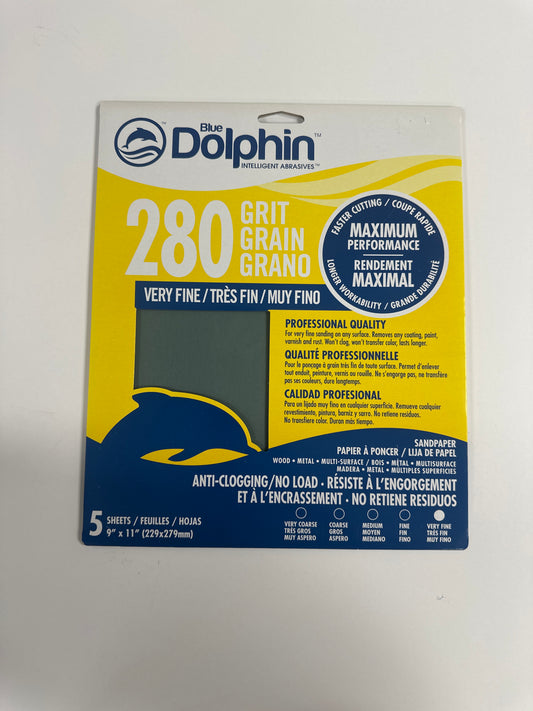 Blue
Dolphin™
INTELLIGENT ABRASIVES™
280
GRIT
GRAIN
GRANO
FASTER CUTTING / COUPE RAPIDE
MAXIMUM
PERFORMANCE
RENDEMENT
MAXIMAL
LONGER WORKABILITY / GRANDE DURABILITÉ
VERY FINE / TRÈS FIN / MUY FINO
PROFESSIONAL QUALITY
For very fine sanding on any surface. Removes any coating, paint,
varnish and rust. Won't clog, won't transfer color, lasts longer.
QUALITÉ PROFESSIONNELLE
Pour le ponçage à grain très fin de toute surface. Permet d'enlever
tout enduit, peinture, vernis ou rouille. Ne s'engorge pas, ne transfère
pas ses couleurs, dure longtemps.
CALIDAD PROFESIONAL
Para un lijado muy fino en cualquier superficie. Remueve cualquier
revestimiento, pintura, barniz y sarro. No retiene residuos.
No transfiere color. Duran más tiempo.
SANDPAPER
PAPIER À PONCER / LIJA DE PAPEL
WOOD • METAL • MULTI-SURFACE / BOIS • MÉTAL • MULTISURFACE
MADERA • METAL • MÚLTIPLES SUPERFICIES
ANTI-CLOGGING/NO LOAD • RÉSISTE À L'ENGORGEMENT
ET À L'ENCRASSEMENT • NO RETIENE RESIDUOS
5 SHEETS / FEUILLES / HOJAS
9" x 11" (229x279mm)
VERY COARSE
TRÈS GROS
MUY ASPERO
COARSE
GROS
ASPERO
MEDIUM
MOYEN
MEDIANO
FINE
FIN
FINO
VERY FINE
TRÈS FIN
MUY FINO